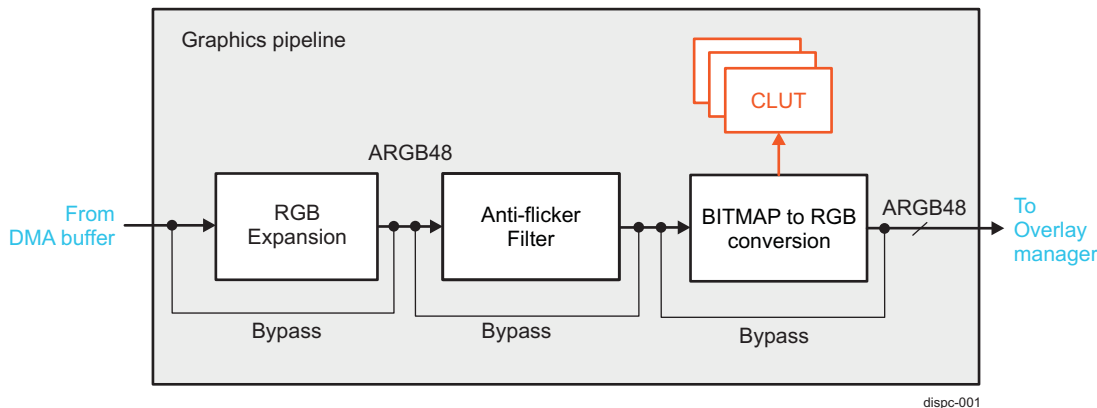 Graphics pipeline
CLUT
ARGB48
From
DMA buffer
RGB
Expansion
Anti-flicker
Filter
BITMAP to RGB
conversion
ARGB48
To
Overlay
manager
Bypass
Bypass
Bypass
dispc-001